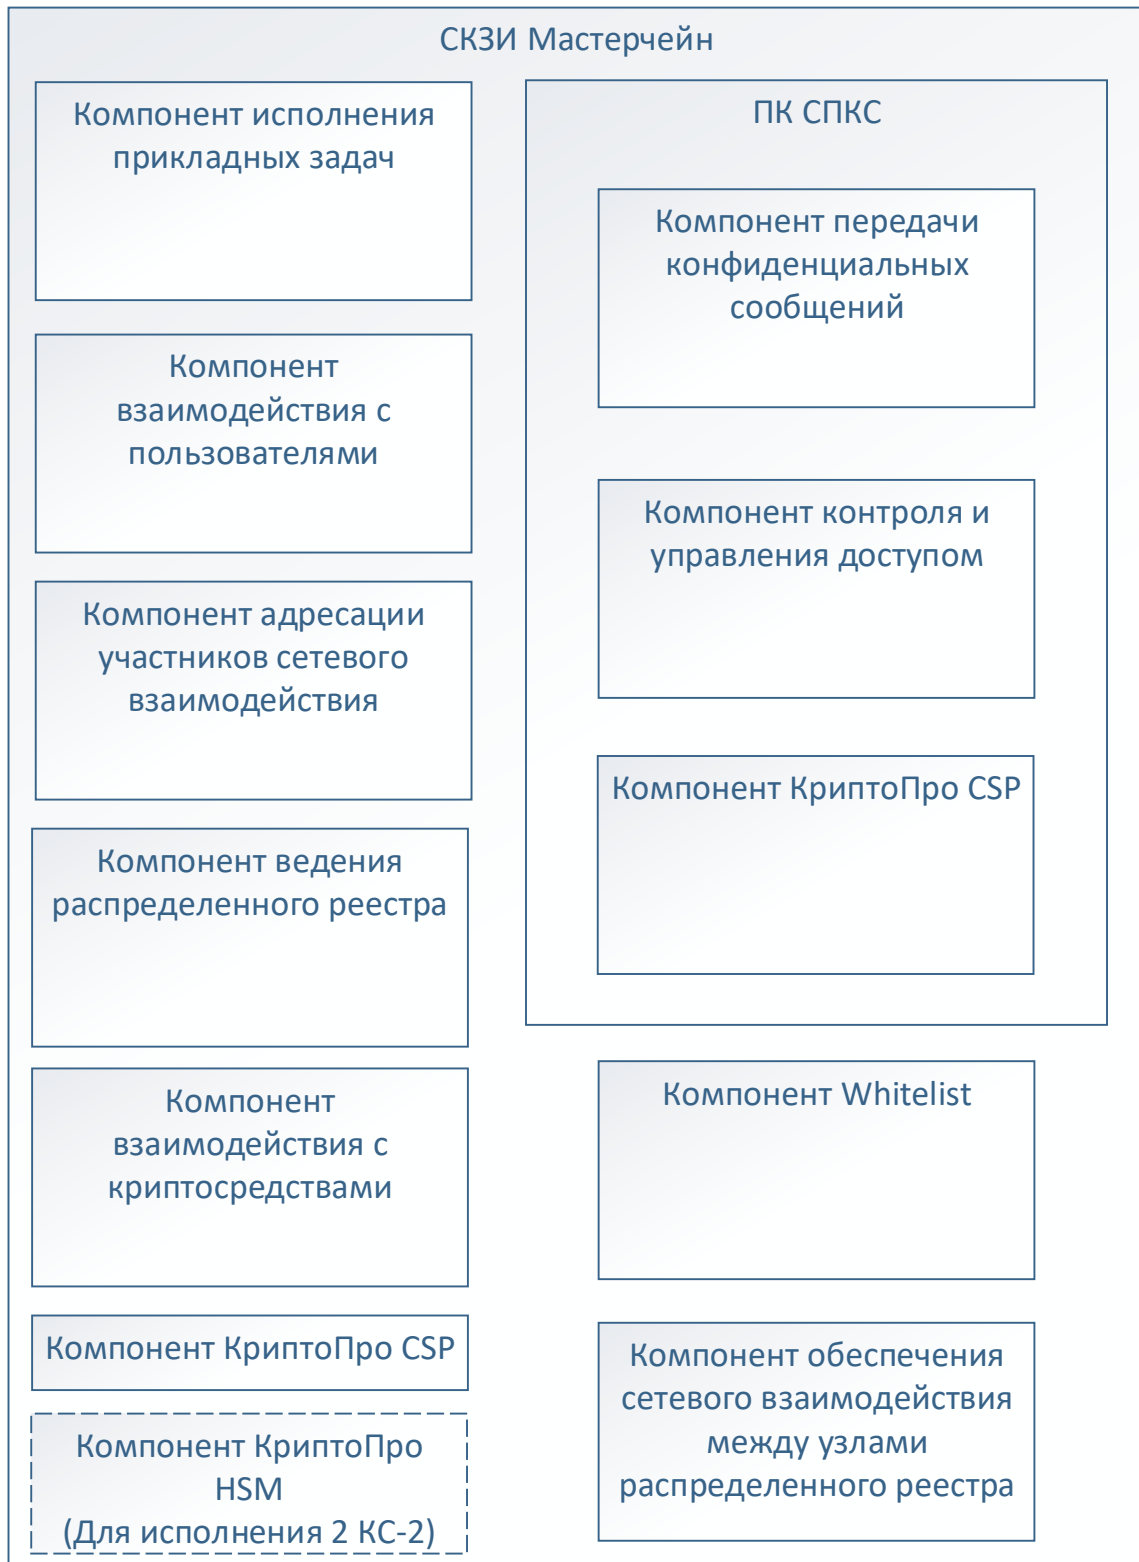 СКЗИ Мастерчейн
Компонент исполнения
прикладных задач
Компонент
взаимодействия с
пользователями
Компонент адресации
участников сетевого
взаимодействия
Компонент ведения
распределенного реестра
Компонент
взаимодействия с
криптосредствами
Компонент КриптоПро CSP
Компонент КриптоПро
HSM
(Для исполнения 2 КС-2)
ПК СПКС
Компонент передачи
конфиденциальных
сообщений
Компонент контроля и
управления доступом
Компонент КриптоПро CSP
Компонент Whitelist
Компонент обеспечения
сетевого взаимодействия
между узлами
распределенного реестра